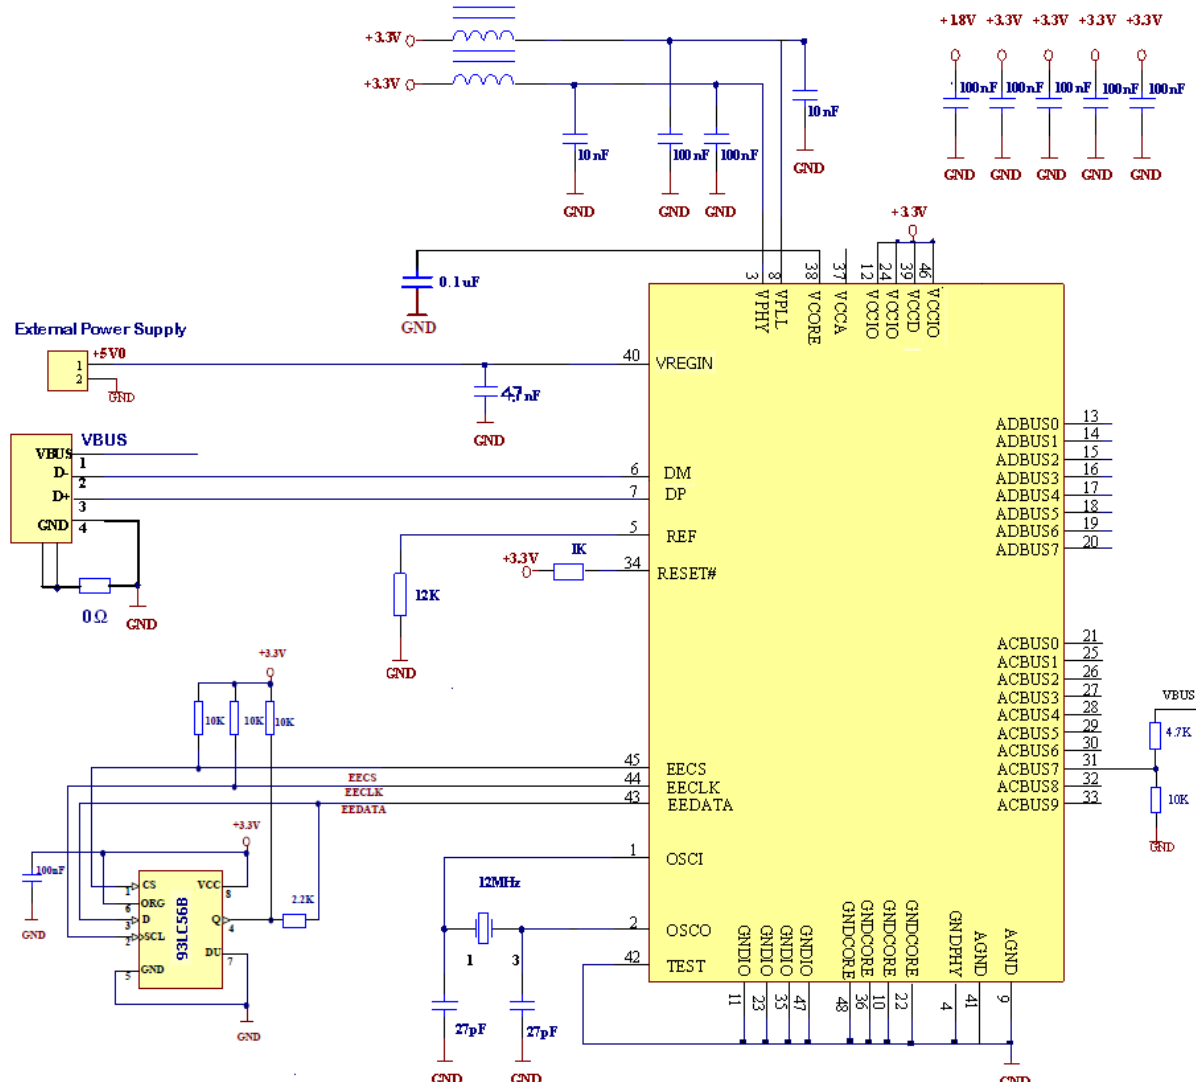 +1.8V +3.3V +3.3V +3.3V +3.3V
+3.3V
+3.3V
100nF 100nF 100nF 100nF 100nF
10nF
10nF 100nF 100nF
GND
GND GND GND GND GND
GND GND GND
+3.3V
0.1uF
GND
3 8 38 37 12 24 39 46
VPHY VPLL VCORE VCCA VCCIO VCCIO VCCD VCCIO
External Power Supply
+5V0
1
2
GND
40 VREGIN
4.7nF
GND
VBUS
VBUS 1
D- 2
D+ 3
GND 4
0Ω
GND
6 DM
7 DP
5 REF
+3.3V 1K 34 RESET#
12K
GND
ADBUS0 13
ADBUS1 14
ADBUS2 15
ADBUS3 16
ADBUS4 17
ADBUS5 18
ADBUS6 19
ADBUS7 20
ACBUS0 21
ACBUS1 25
ACBUS2 26
ACBUS3 27
ACBUS4 28
ACBUS5 29
ACBUS6 30
ACBUS7 31
ACBUS8 32
ACBUS9 33
VBUS
4.7K
10K
GND
+3.3V
10K 10K 10K
EECS 45 EECS
EECLK 44 EECLK
EEDATA 43 EEDATA
+3.3V
100nF
GND
93LC56B
1 CS
6 ORG
3 D
2 SCL
5 GND
VCC 8
Q 4
DU 7
2.2K
GND
1 OSCI
12MHz
1 3
2 OSCO
42 TEST
27pF 27pF
GND GND
GNDIO GNDIO GNDIO GNDIO GNDCORE GNDCORE GNDCORE GNDCORE GNDPHY AGND AGND
11 23 35 47 48 36 10 22 4 41 9
GND